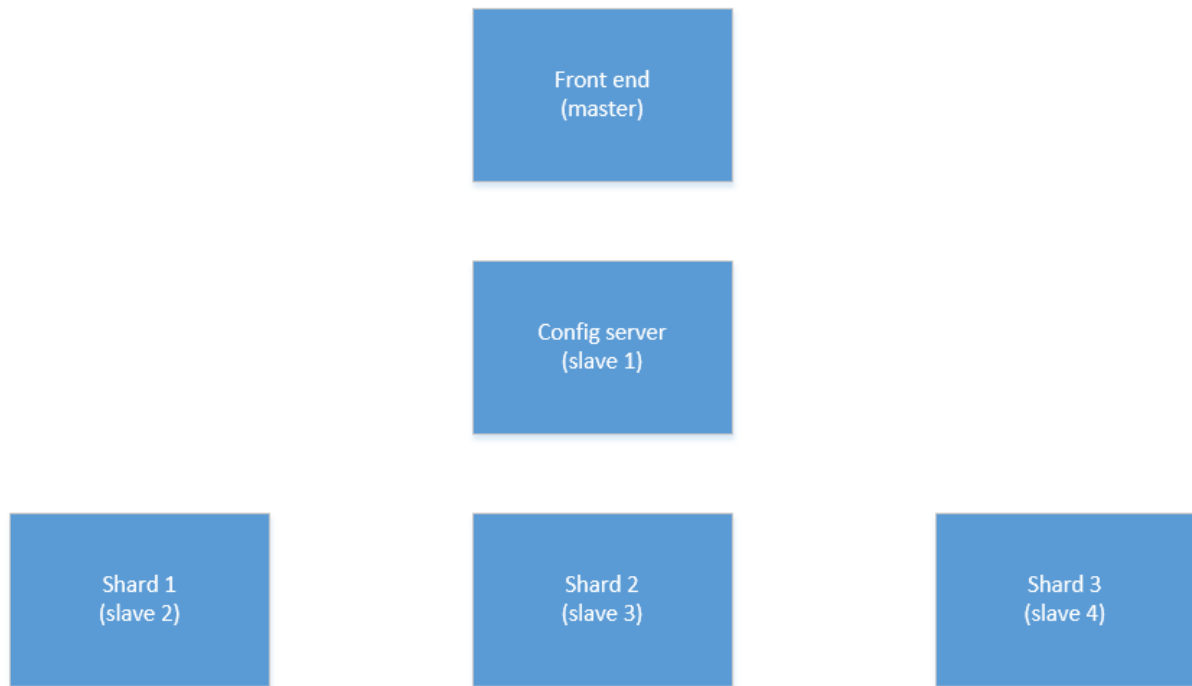 Front end
(master)
Config server
(slave 1)
Shard 1
(slave 2)
Shard 2
(slave 3)
Shard 3
(slave 4)